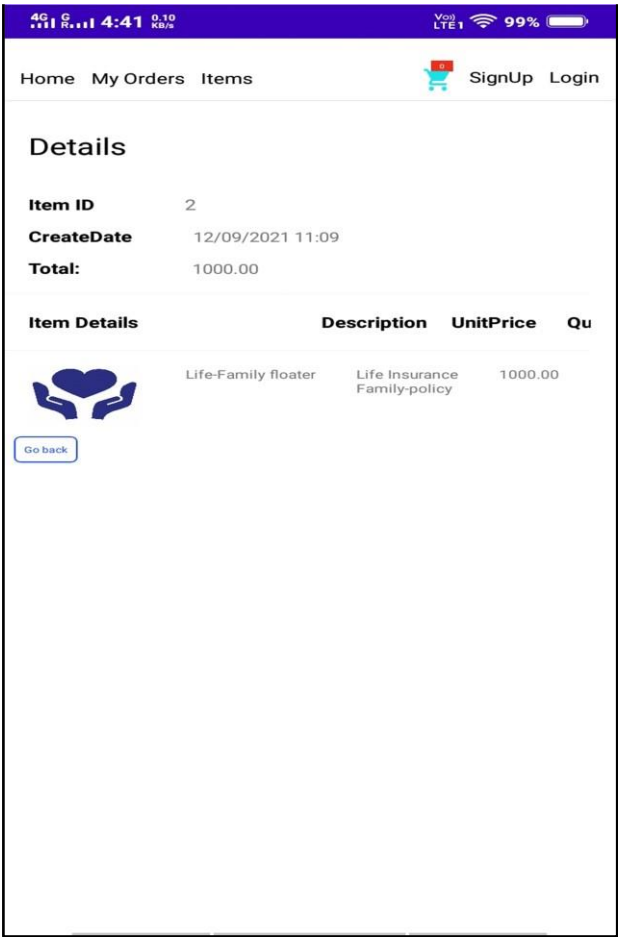 4G G R 4:41 0.10 KB/s VoD LTE1 99%
Home My Orders Items 0 SignUp Login
Details
Item ID 2
CreateDate 12/09/2021 11:09
Total: 1000.00
Item Details Description UnitPrice Qu
Life-Family floater Life Insurance 1000.00
Family-policy
Go back